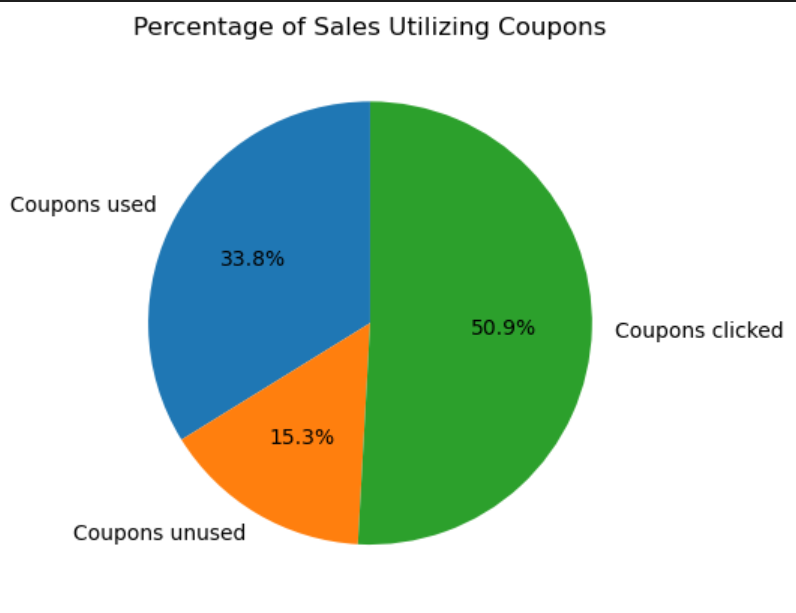 Percentage of Sales Utilizing Coupons
Coupons used
33.8%
50.9%
Coupons clicked
15.3%
Coupons unused